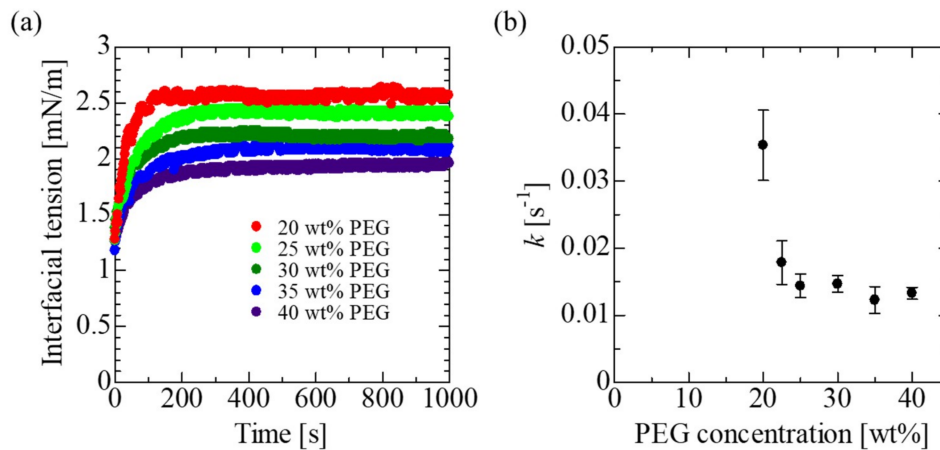 (a)
Interfacial tension [mN/m]
3
2.5
2
1.5
1
0.5
0
0 200 400 600 800 1000
Time [s]
20 wt% PEG
25 wt% PEG
30 wt% PEG
35 wt% PEG
40 wt% PEG
(b)
k [s⁻¹]
0.05
0.04
0.03
0.02
0.01
0
0 10 20 30 40
PEG concentration [wt%]